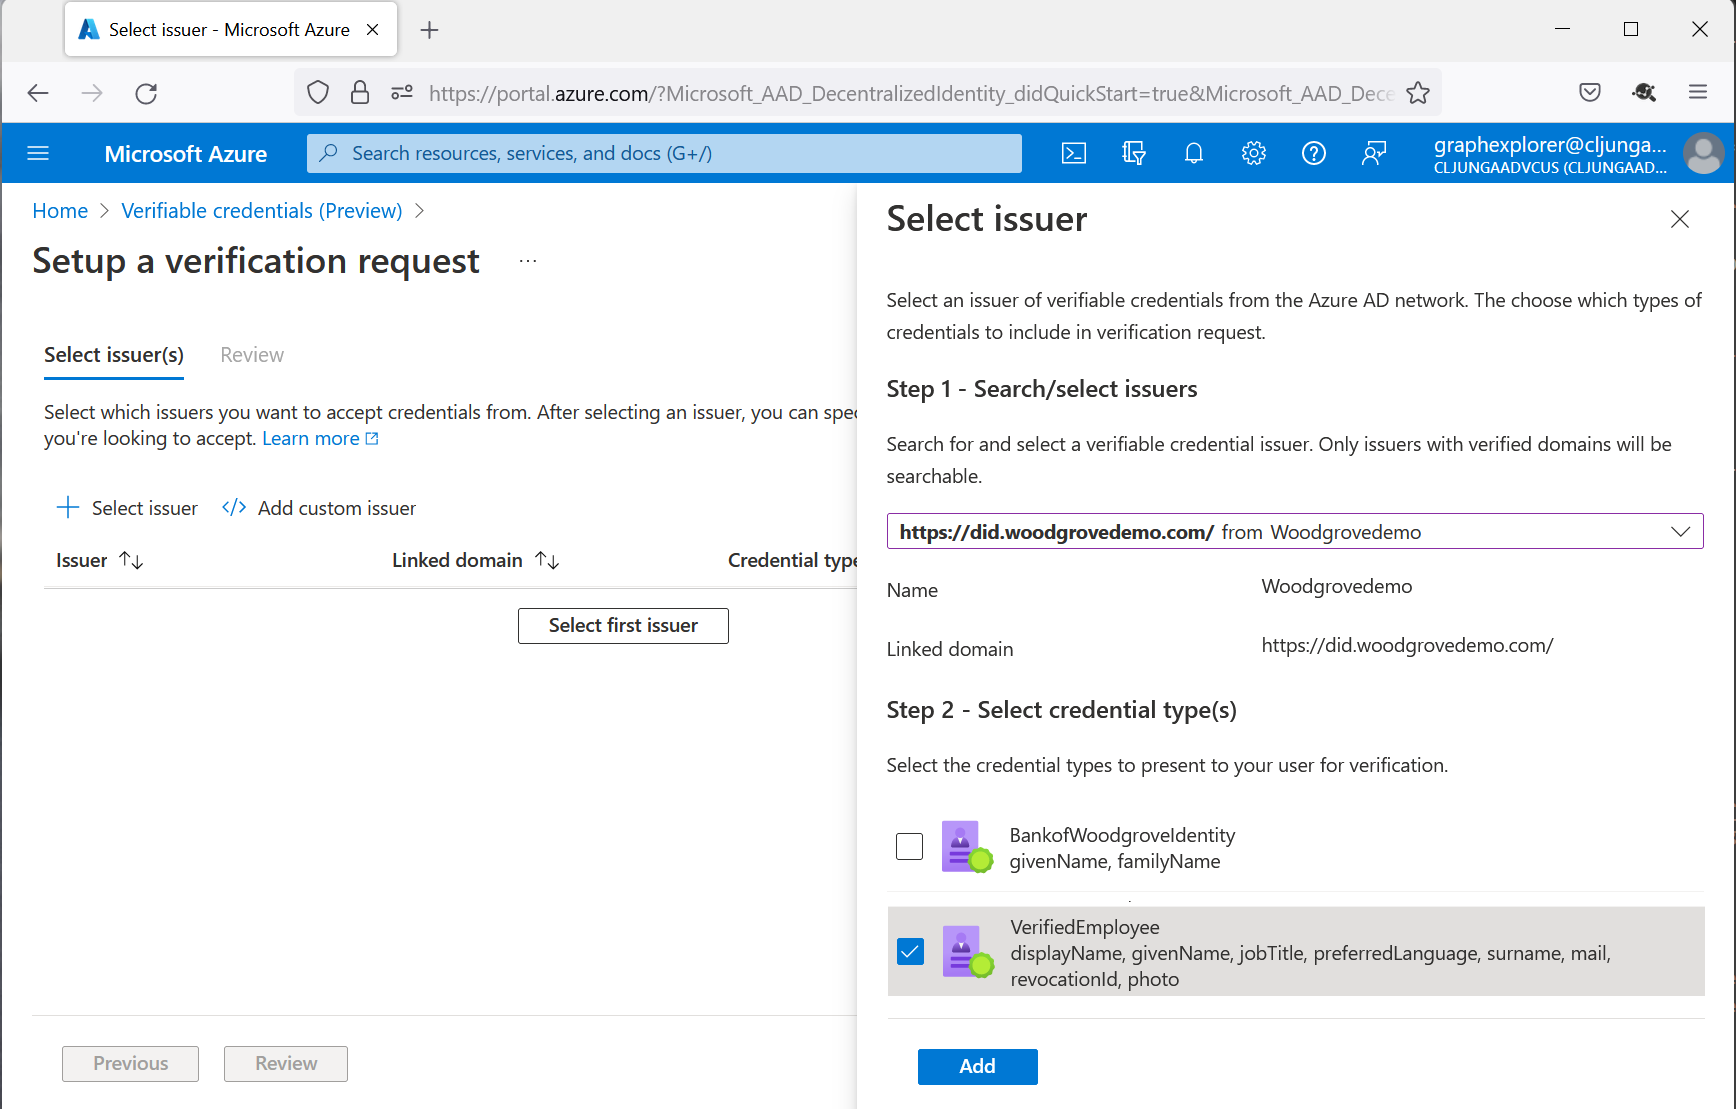 Select issuer - Microsoft Azure
https://portal.azure.com/?Microsoft_AAD_DecentralizedIdentity_didQuickStart=true&Microsoft_AAD_Dece
Microsoft Azure
Search resources, services, and docs (G+/)
graphexplorer@cljunga...
CLJUNGAADVCUS (CLJUNGAAD...
Home > Verifiable credentials (Preview) >
Setup a verification request ...
Select issuer(s) Review
Select which issuers you want to accept credentials from. After selecting an issuer, you can spec
you're looking to accept. Learn more
+ Select issuer </> Add custom issuer
Issuer ↑↓ Linked domain ↑↓ Credential type
Select first issuer
Previous Review
Select issuer
Select an issuer of verifiable credentials from the Azure AD network. The choose which types of
credentials to include in verification request.
Step 1 - Search/select issuers
Search for and select a verifiable credential issuer. Only issuers with verified domains will be
searchable.
https://did.woodgrovedemo.com/ from Woodgrovedemo
Name Woodgrovedemo
Linked domain https://did.woodgrovedemo.com/
Step 2 - Select credential type(s)
Select the credential types to present to your user for verification.
BankofWoodgroveIdentity
givenName, familyName
VerifiedEmployee
displayName, givenName, jobTitle, preferredLanguage, surname, mail,
revocationId, photo
Add